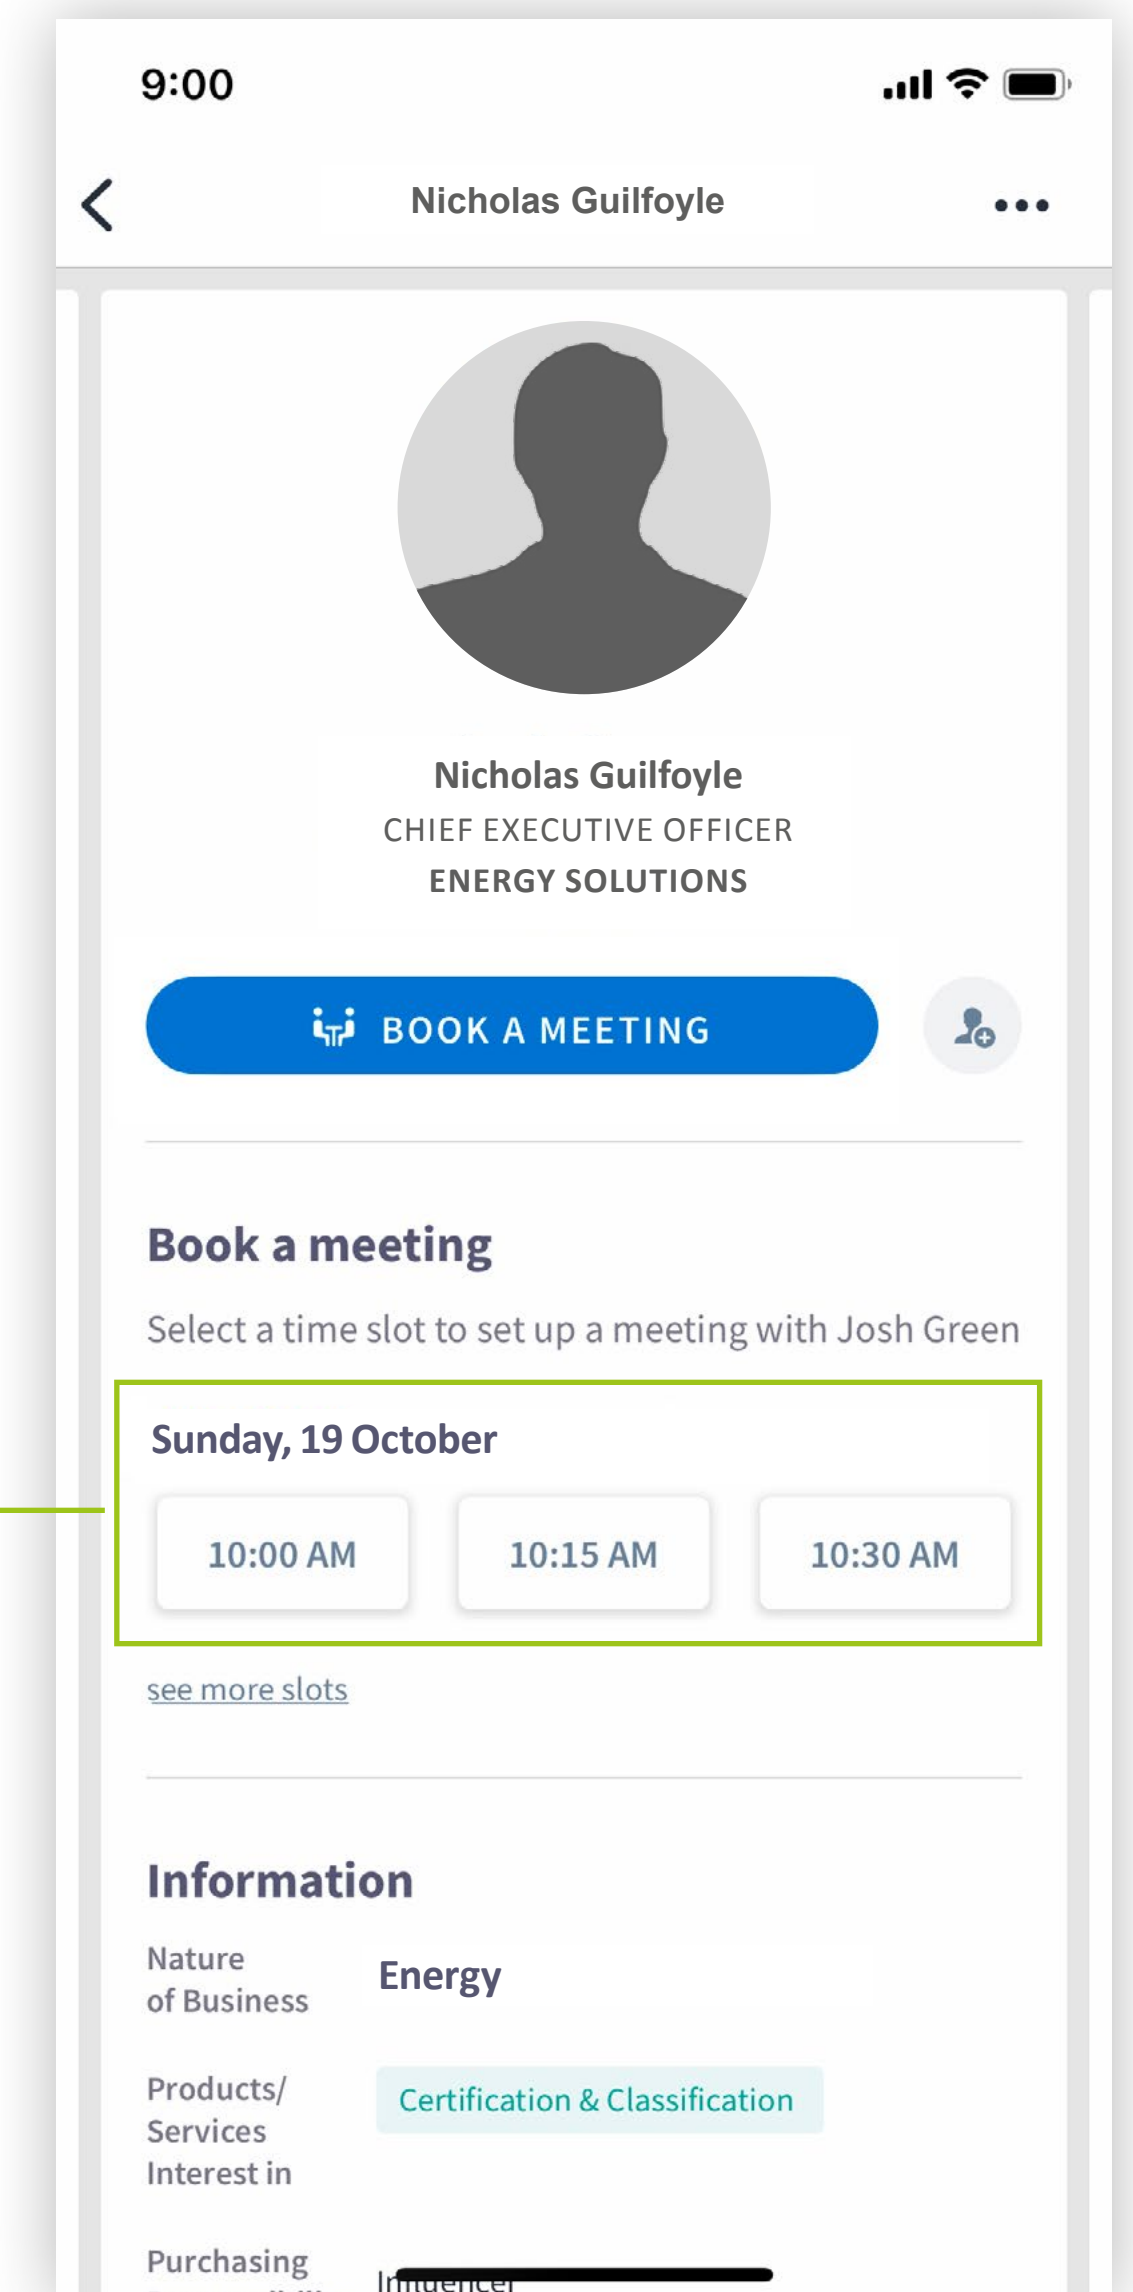 9:00
Nicholas Guilfoyle
Nicholas Guilfoyle
CHIEF EXECUTIVE OFFICER
ENERGY SOLUTIONS
BOOK A MEETING
Book a meeting
Select a time slot to set up a meeting with Josh Green
Sunday, 19 October
10:00 AM 10:15 AM 10:30 AM
see more slots
Information
Nature
of Business
Energy
Products/
Services
Interest in
Certification & Classification
Purchasing
Influencer